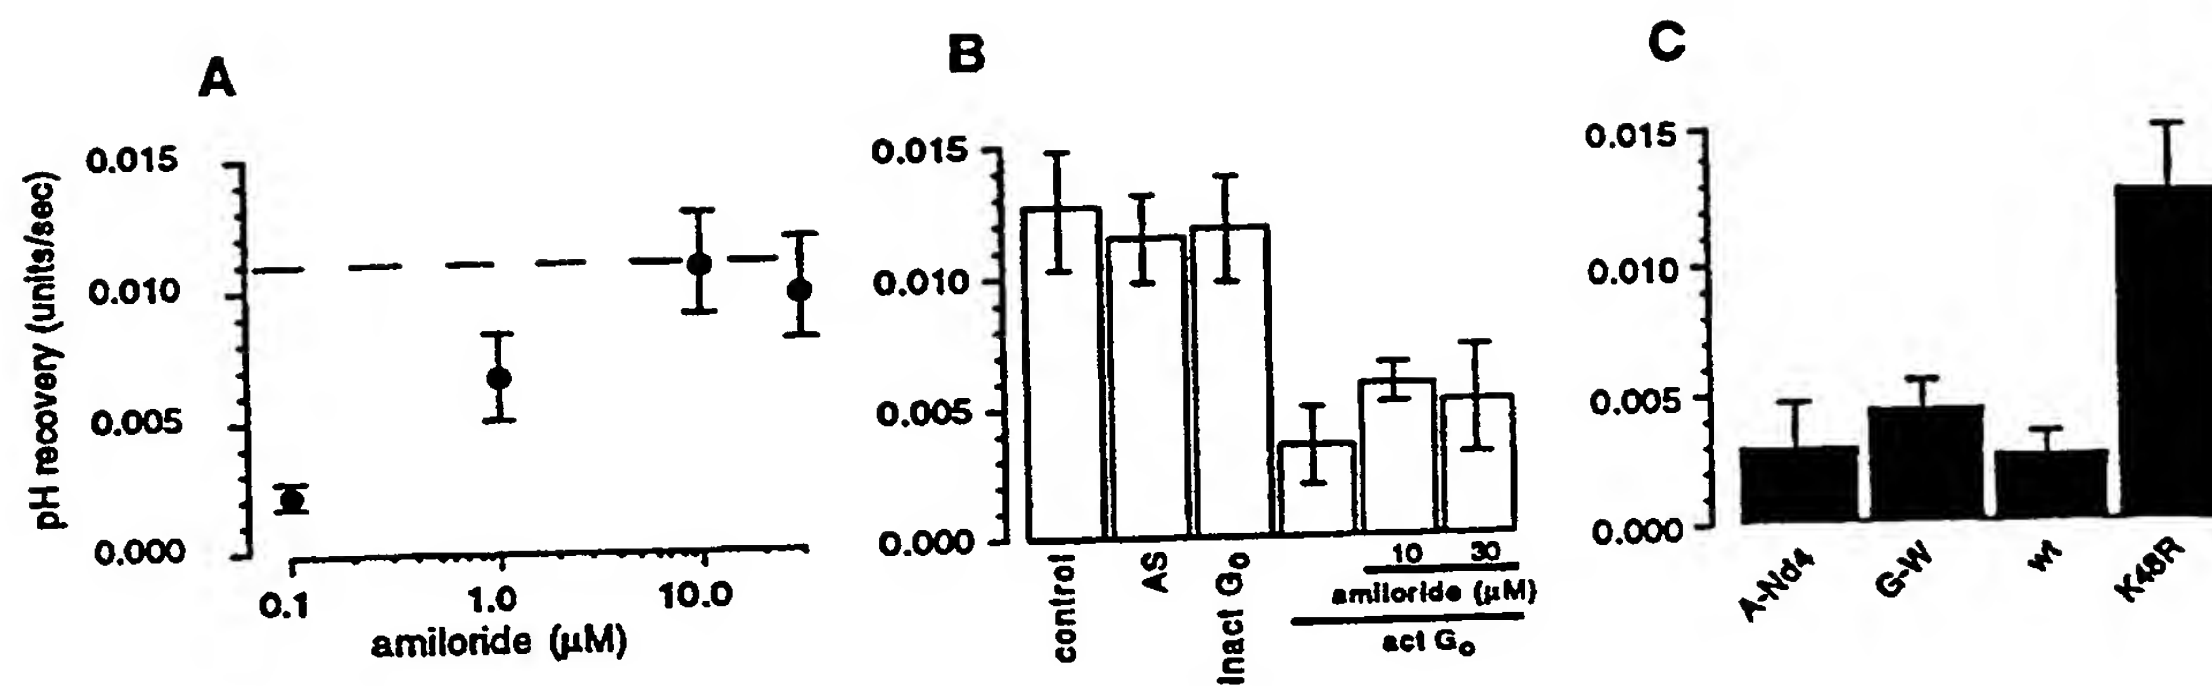 A
pH recovery (units/sec)
0.015
0.010
0.005
0.000
0.1
1.0
10.0
amiloride (μM)
B
0.015
0.010
0.005
0.000
control
AS
inact Go
10
30
amiloride (μM)
act Go
C
0.015
0.010
0.005
0.000
A-Nd4
G-W
wt
K48R